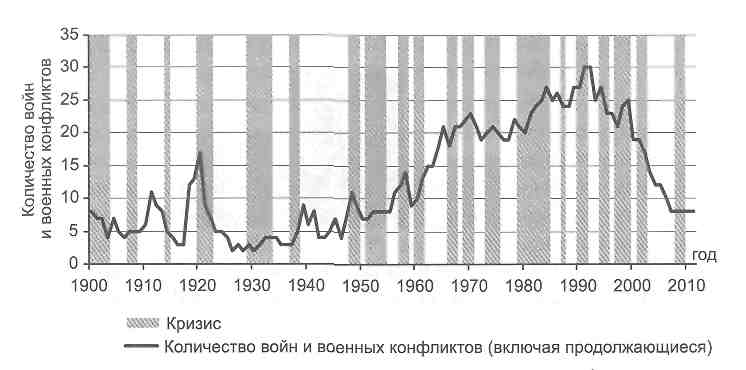 Количество войн
и военных конфликтов
35
30
25
20
15
10
5
0
1900 1910 1920 1930 1940 1950 1960 1970 1980 1990 2000 2010
год
Кризис
Количество войн и военных конфликтов (включая продолжающиеся)